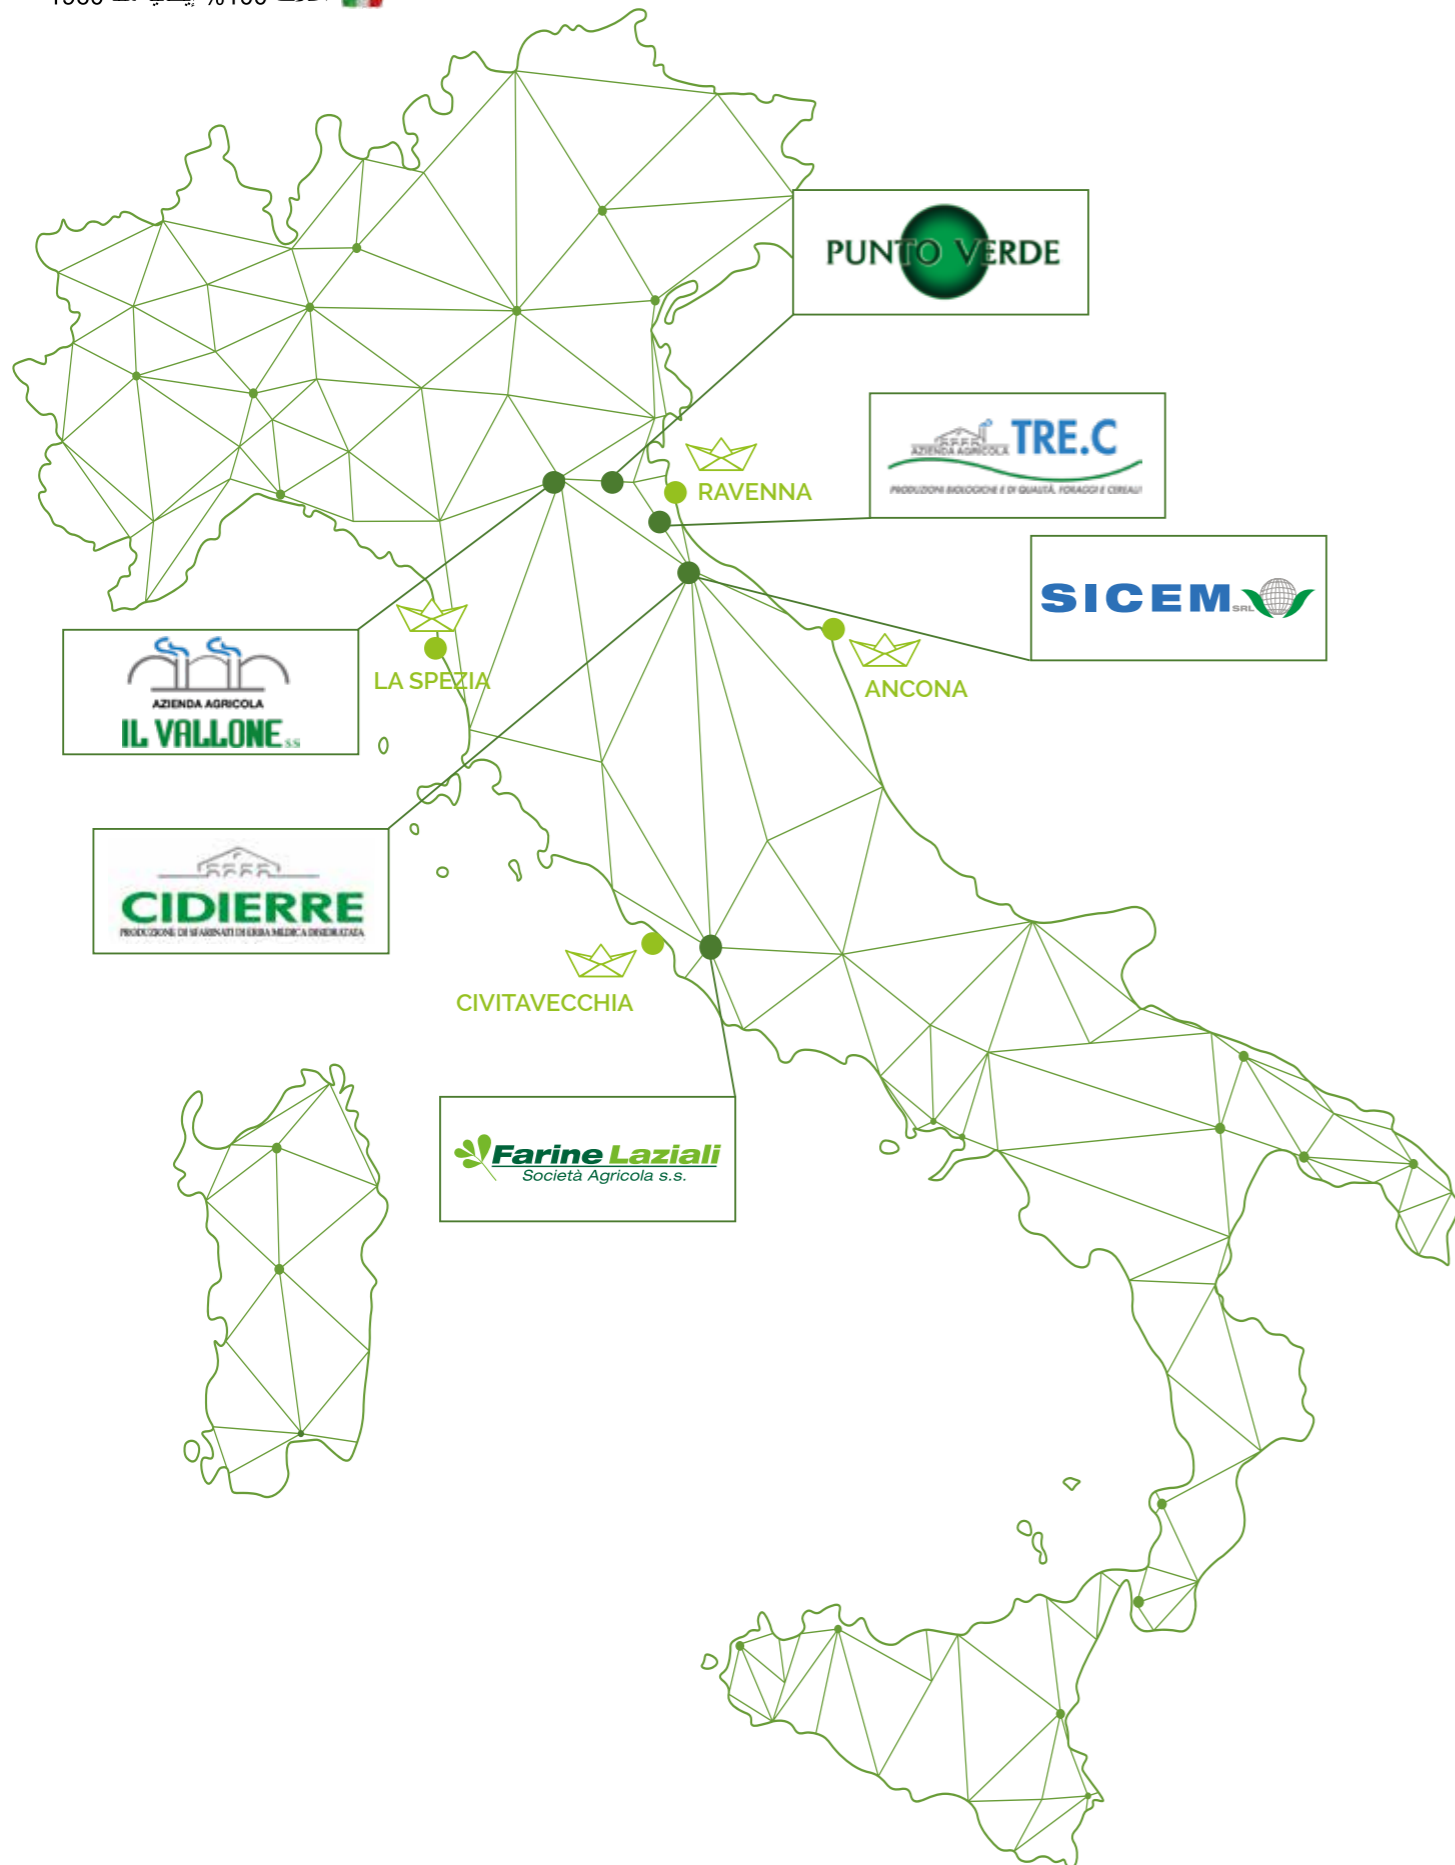 PUNTO VERDE
AZIENDA AGRICOLA TRE.C
PRODUZIONI BIOLOGICHE E DI QUALITÀ, FORAGGI E CEREALI
RAVENNA
SICEM SRL
ANCONA
LA SPEZIA
AZIENDA AGRICOLA
IL VALLONE s.s
CIDIERRE
PRODUZIONE DI SFARINATI DI ERBA MEDICA DISIDRATATA
CIVITAVECCHIA
Farine Laziali
Società Agricola s.s.